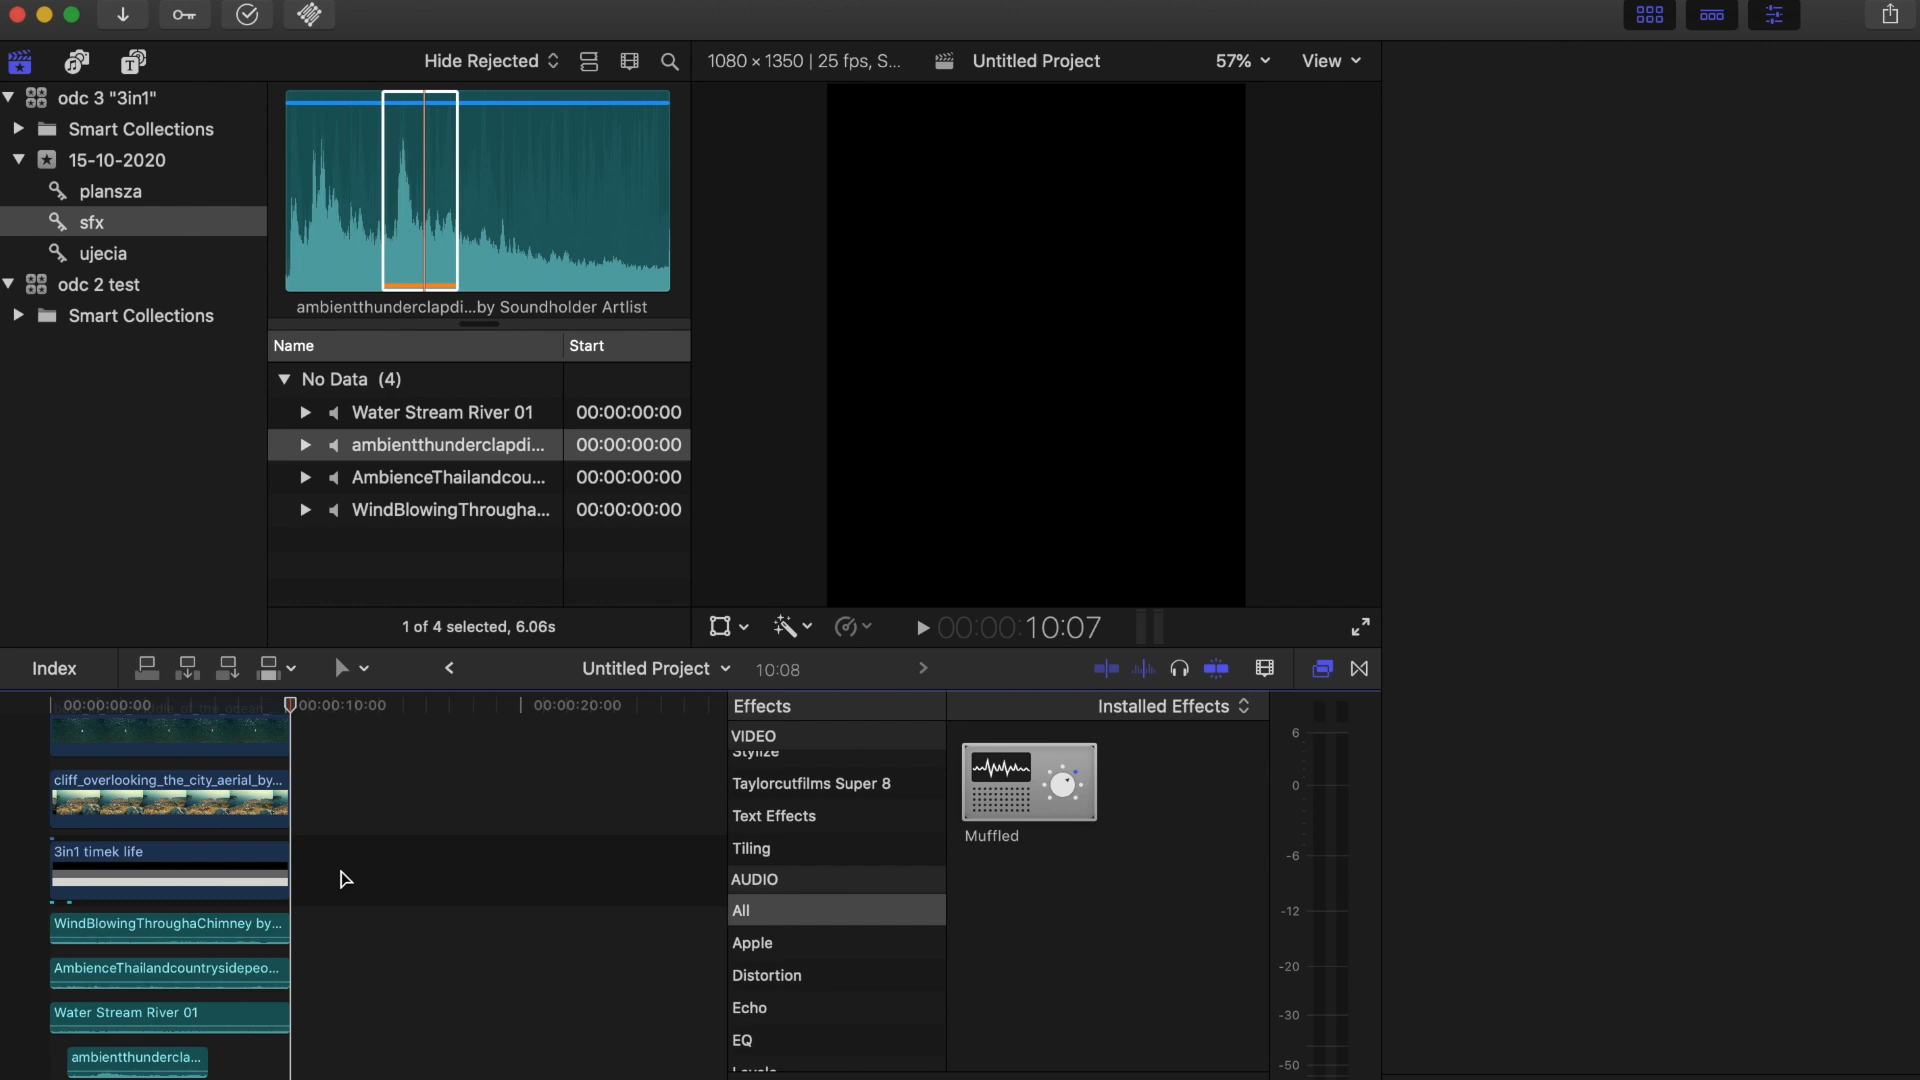 Hide Rejected
1080 × 1350 | 25 fps, S...
Untitled Project
57%
View
odc 3 "3in1"
Smart Collections
15-10-2020
plansza
sfx
ujecia
odc 2 test
Smart Collections
ambientthunderclapdi...by Soundholder Artlist
Name Start
No Data (4)
Water Stream River 01 00:00:00:00
ambientthunderclapdi... 00:00:00:00
AmbienceThailandcou... 00:00:00:00
WindBlowingThrougha... 00:00:00:00
1 of 4 selected, 6.06s
00:00:10:07
Index
Untitled Project
10:08
00:00:00:00
00:00:10:00
00:00:20:00
cliff_overlooking_the_city_aerial_by...
3in1 timek life
WindBlowingThroughaChimney by...
AmbienceThailandcountrysidepeo...
Water Stream River 01
ambientthundercla...
Effects
Installed Effects
VIDEO
Stylize
Taylorcutfilms Super 8
Text Effects
Tiling
AUDIO
All
Apple
Distortion
Echo
EQ
Levels
Muffled
6
0
-6
-12
-20
-30
-50